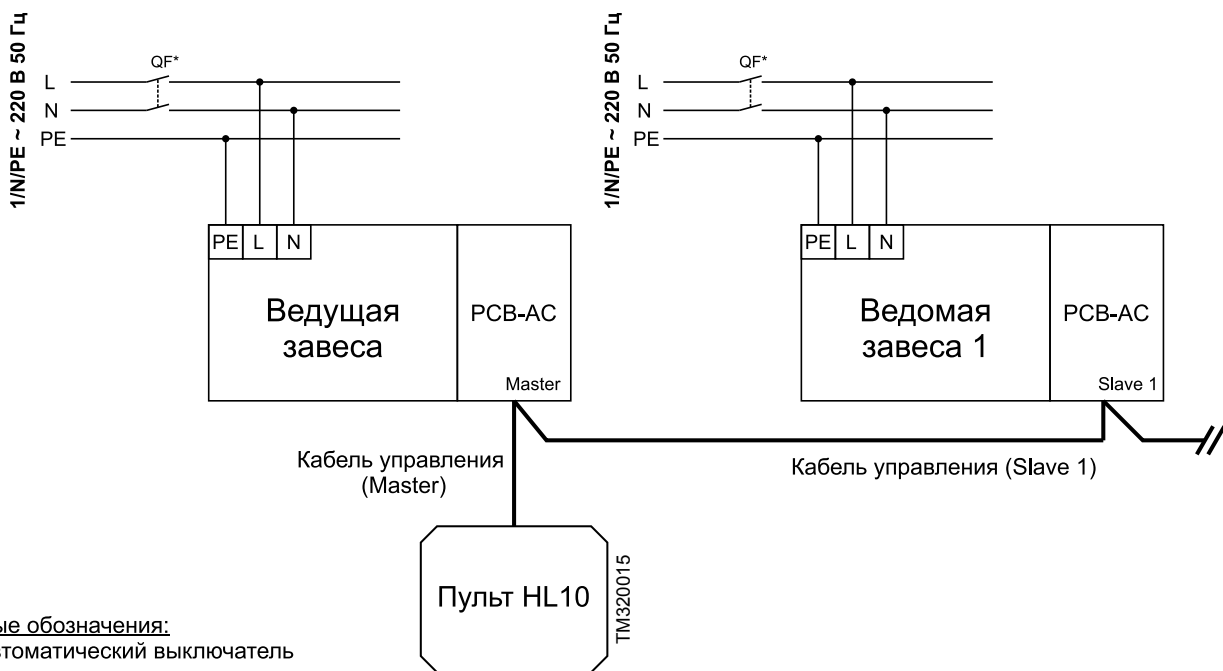 1/N/PE ~ 220 В 50 Гц
QF*
L
N
PE
PE L N
Ведущая
завеса
PCB-AC
Master
1/N/PE ~ 220 В 50 Гц
QF*
L
N
PE
PE L N
Ведомая
завеса 1
PCB-AC
Slave 1
Кабель управления
(Master)
Кабель управления (Slave 1)
Пульт HL10
TM320015
ые обозначения:
втоматический выключатель